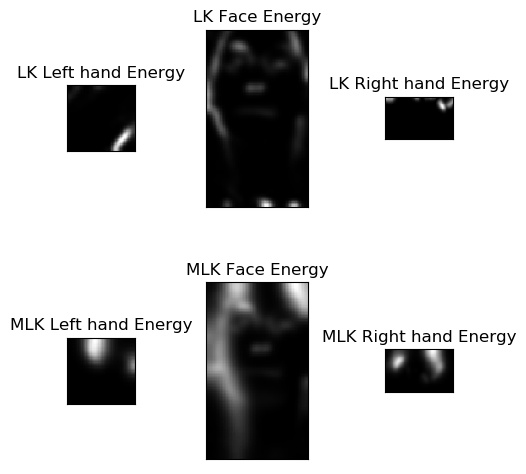 LK Face Energy
LK Left hand Energy
LK Right hand Energy
MLK Face Energy
MLK Left hand Energy
MLK Right hand Energy